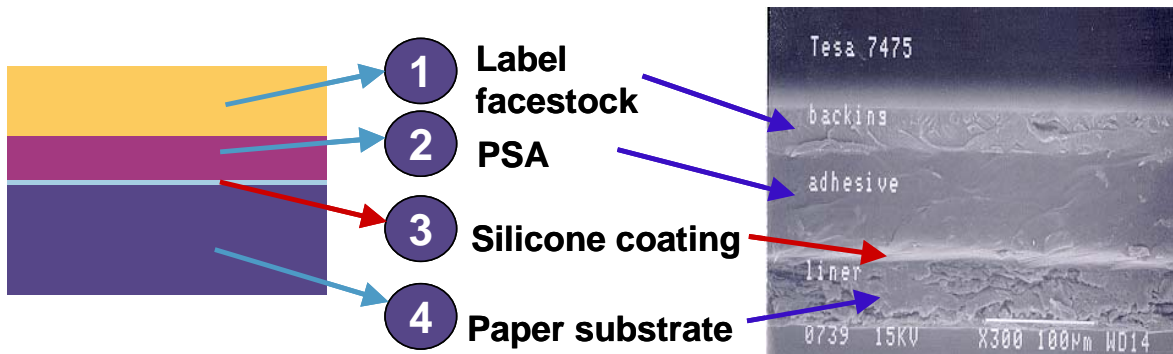 1
Label
facestock
2
PSA
3
Silicone coating
4
Paper substrate
Tesa 7475
backing
adhesive
liner
0739 15KV X300 100µm WD14